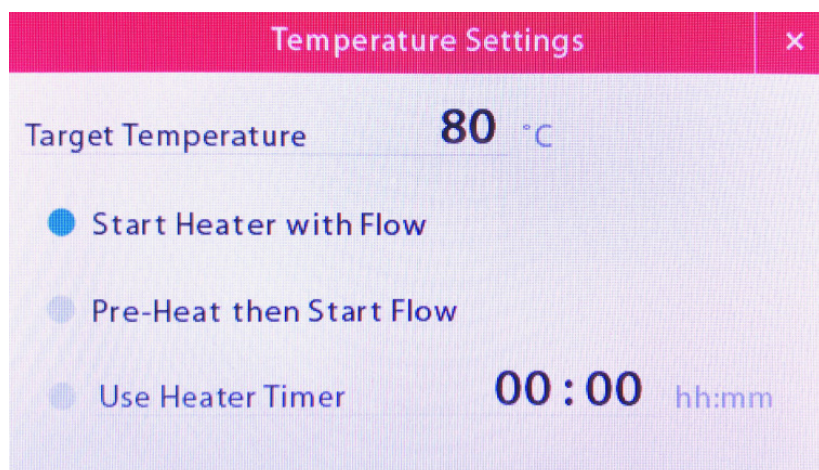 Temperature Settings ×
Target Temperature 80 °C
Start Heater with Flow
Pre-Heat then Start Flow
Use Heater Timer 00:00 hh:mm